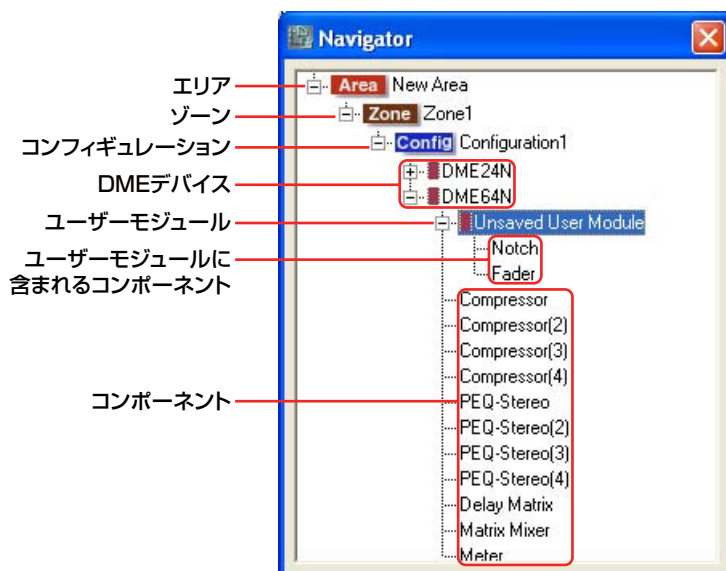 Navigator
エリア
Area New Area
ゾーン
Zone Zone1
コンフィギュレーション
Config Configuration1
DMEデバイス
DME24N
DME64N
ユーザーモジュール
Unsaved User Module
ユーザーモジュールに
含まれるコンポーネント
Notch
Fader
コンポーネント
Compressor
Compressor(2)
Compressor(3)
Compressor(4)
PEQ-Stereo
PEQ-Stereo(2)
PEQ-Stereo(3)
PEQ-Stereo(4)
Delay Matrix
Matrix Mixer
Meter